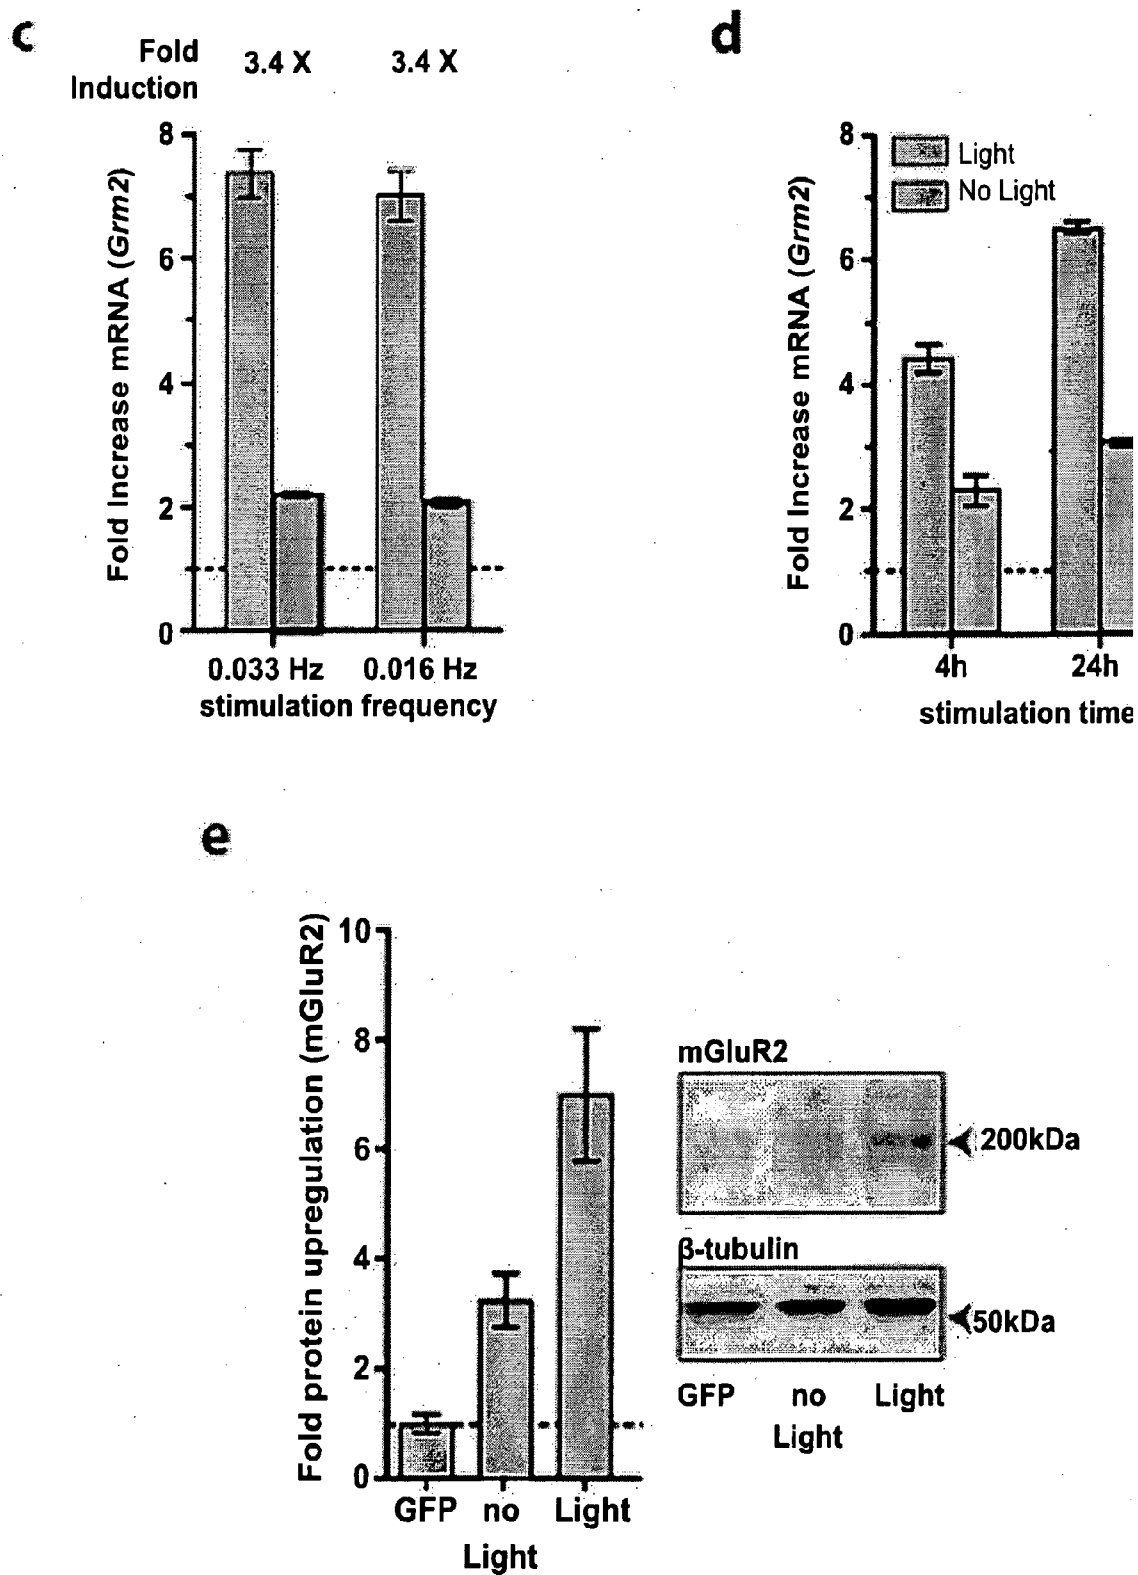 c
Fold
Induction
3.4 X
3.4 X
8
6
4
2
0
Fold Increase mRNA (Grm2)
0.033 Hz
0.016 Hz
stimulation frequency
d
Light
No Light
8
6
4
2
0
Fold Increase mRNA (Grm2)
4h
24h
stimulation time
e
10
8
6
4
2
0
Fold protein upregulation (mGluR2)
GFP
no
Light
Light
mGluR2
200kDa
β-tubulin
50kDa
GFP
no
Light
Light